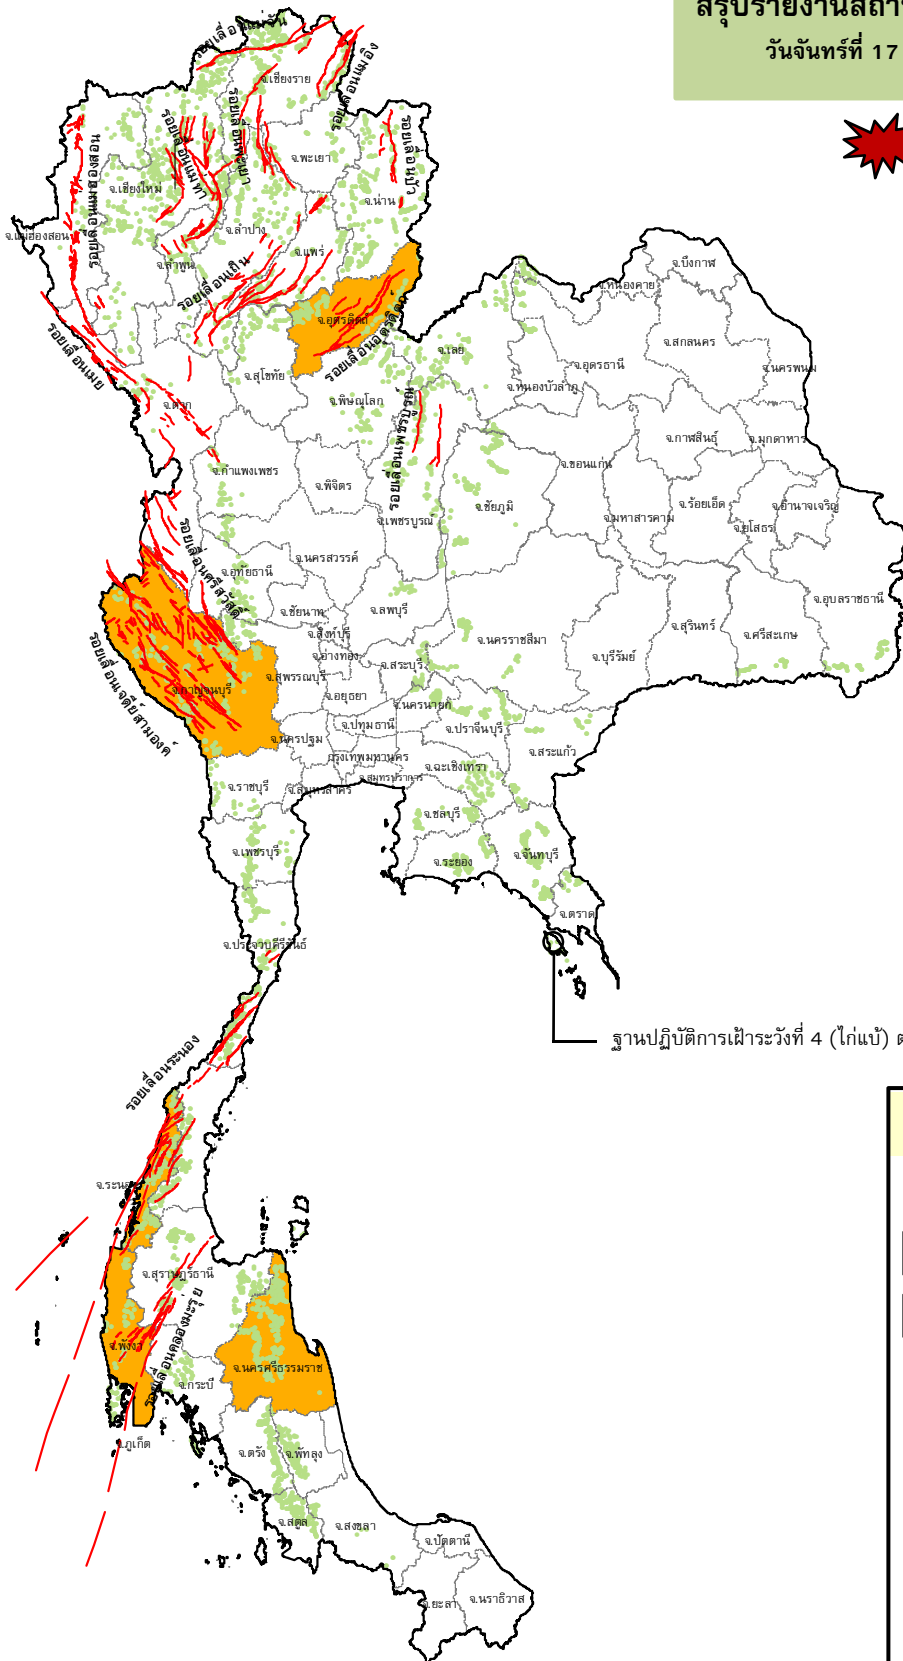 สรุปรายงานสถาน
วันจันทร์ที่ 17
รอยเลื่อนแม่จัน
รอยเลื่อนแม่อิง
จ.เชียงราย
รอยเลื่อนแม่ฮ่องสอน
รอยเลื่อนแม่ทา
รอยเลื่อนพะเยา
รอยเลื่อนปัว
จ.พะเยา
จ.เชียงใหม่
จ.น่าน
จ.แม่ฮ่องสอน
จ.ลำปาง
จ.แพร่
จ.ลำพูน
รอยเลื่อนเถิน
จ.บึงกาฬ
จ.หนองคาย
จ.อุตรดิตถ์
รอยเลื่อนอุตรดิตถ์
รอยเลื่อนเมย
จ.สกลนคร
จ.เลย
จ.อุดรธานี
จ.นครพนม
จ.สุโขทัย
จ.หนองบัวลำภู
จ.ตาก
จ.พิษณุโลก
รอยเลื่อนเพชรบูรณ์
จ.กาฬสินธุ์
จ.มุกดาหาร
จ.กำแพงเพชร
จ.ขอนแก่น
จ.พิจิตร
จ.เพชรบูรณ์
จ.ชัยภูมิ
จ.มหาสารคาม
จ.ร้อยเอ็ด
จ.ยโสธร
จ.อำนาจเจริญ
รอยเลื่อนศรีสวัสดิ์
จ.นครสวรรค์
จ.อุทัยธานี
จ.ชัยนาท
จ.ลพบุรี
จ.อุบลราชธานี
จ.สิงห์บุรี
จ.นครราชสีมา
จ.สุรินทร์
จ.ศรีสะเกษ
จ.อ่างทอง
จ.บุรีรัมย์
จ.สระบุรี
จ.สุพรรณบุรี
รอยเลื่อนเจดีย์สามองค์
จ.กาญจนบุรี
จ.อยุธยา
จ.นครนายก
จ.ปทุมธานี
จ.ปราจีนบุรี
จ.นครปฐม
จ.สระแก้ว
กรุงเทพมหานคร
จ.ฉะเชิงเทรา
จ.สมุทรปราการ
จ.ราชบุรี
จ.สมุทรสาคร
จ.ชลบุรี
จ.เพชรบุรี
จ.ระยอง
จ.จันทบุรี
จ.ตราด
จ.ประจวบคีรีขันธ์
ฐานปฏิบัติการเฝ้าระวังที่ 4 (ไก่แบ้) ต
รอยเลื่อนระนอง
จ.ระนอง
จ.สุราษฎร์ธานี
รอยเลื่อนคลองมะรุ่ย
จ.พังงา
จ.นครศรีธรรมราช
จ.กระบี่
จ.ภูเก็ต
จ.ตรัง
จ.พัทลุง
จ.สตูล
จ.สงขลา
จ.ปัตตานี
จ.ยะลา
จ.นราธิวาส